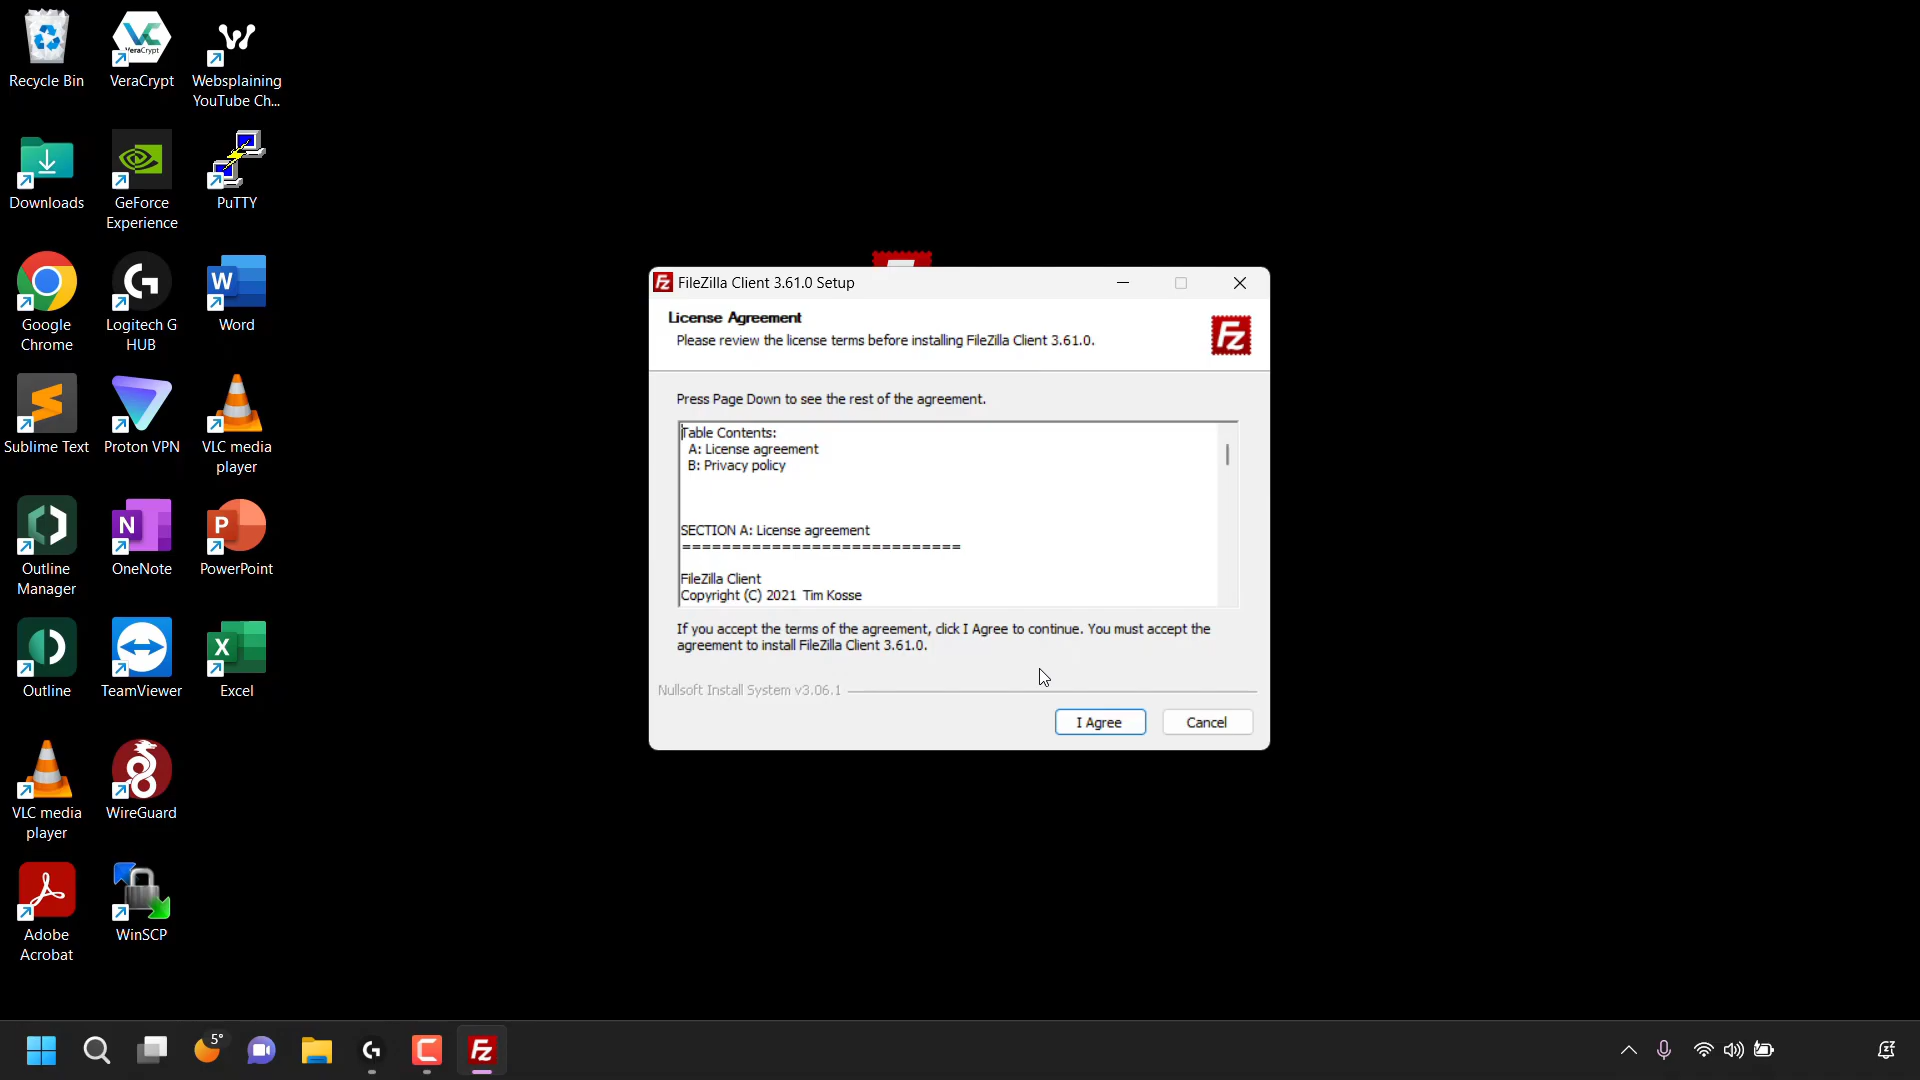 Recycle Bin
VeraCrypt
VeraCrypt
Websplaining
YouTube Ch...
Downloads
GeForce
Experience
PuTTY
Google
Chrome
Logitech G
HUB
Word
Sublime Text
Proton VPN
VLC media
player
Outline
Manager
OneNote
PowerPoint
Outline
TeamViewer
Excel
VLC media
player
WireGuard
Adobe
Acrobat
WinSCP
FileZilla Client 3.61.0 Setup
License Agreement
Please review the license terms before installing FileZilla Client 3.61.0.
Fz
Press Page Down to see the rest of the agreement.
Table Contents:
A: License agreement
B: Privacy policy
SECTION A: License agreement
============================
FileZilla Client
Copyright (C) 2021 Tim Kosse
If you accept the terms of the agreement, click I Agree to continue. You must accept the
agreement to install FileZilla Client 3.61.0.
Nullsoft Install System v3.06.1
I Agree
Cancel
5°